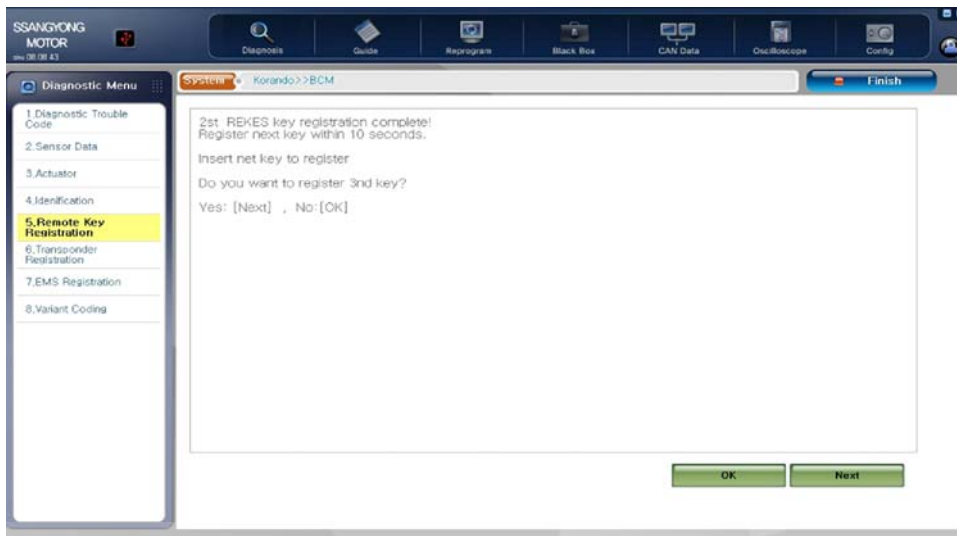 SSANGYONG
MOTOR
Diagnosis
Guide
Reprogram
Black Box
CAN Data
Oscilloscope
Config
Diagnostic Menu
System
Korando>>BCM
Finish
1.Diagnostic Trouble
Code
2.Sensor Data
3.Actuator
4.Idenification
5.Remote Key
Registration
6.Transponder
Registration
7.EMS Registration
8.Variant Coding
2st REKES key registration complete!
Register next key within 10 seconds.
Insert net key to register
Do you want to register 3nd key?
Yes: [Next] , No:[OK]
OK
Next